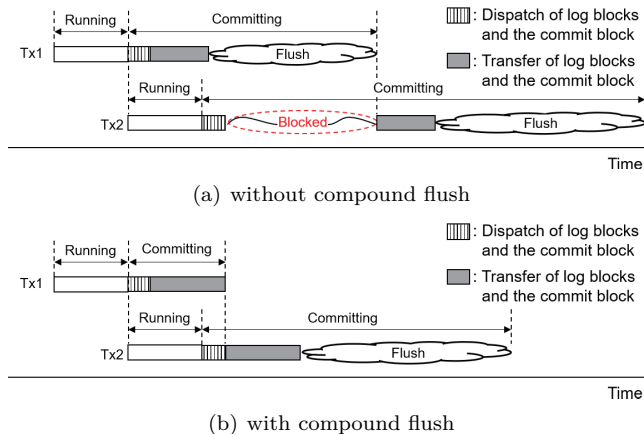 Running
Committing
: Dispatch of log blocks
and the commit block
Tx1
Flush
: Transfer of log blocks
and the commit block
Running
Committing
Tx2
Blocked
Flush
Time
(a) without compound flush
Running
Committing
: Dispatch of log blocks
and the commit block
Tx1
: Transfer of log blocks
and the commit block
Running
Committing
Tx2
Flush
Time
(b) with compound flush